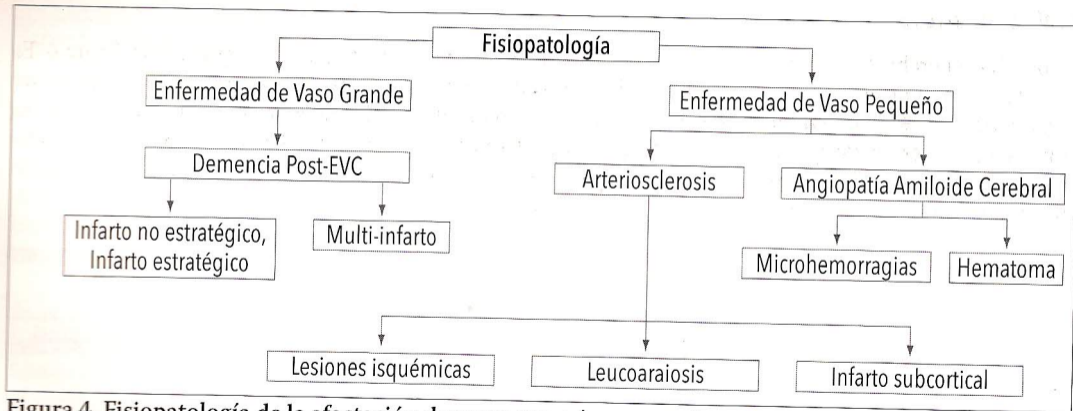 Fisiopatología
Enfermedad de Vaso Grande
Enfermedad de Vaso Pequeño
Demencia Post-EVC
Arteriosclerosis
Angiopatía Amiloide Cerebral
Infarto no estratégico,
Infarto estratégico
Multi-infarto
Microhemorragias
Hematoma
Lesiones isquémicas
Leucoaraiosis
Infarto subcortical
Figura 4. Fisiopatología de la